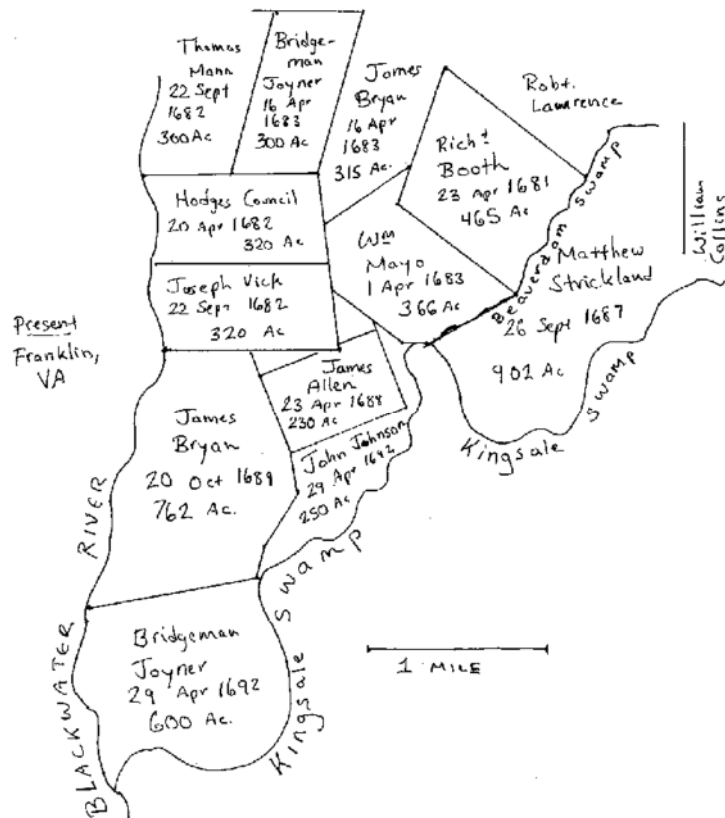 Thomas
Mann
22 Sept
1682
300 Ac
Bridge-
man
Joyner
16 Apr
1683
300 Ac
James
Bryan
16 Apr
1683
315 Ac.
Robt.
Lawrence
Richd
Booth
23 Apr 1681
465 Ac
William
Collins
Hodges Council
20 Apr 1682
320 Ac
Wm
Mayo
1 Apr 1683
366 Ac
Beaverdam Swamp
Matthew
Strickland
26 Sept 1687
902 Ac
Joseph Vick
22 Sept 1682
320 Ac
Present
Franklin,
VA
James
Allen
23 Apr 1688
230 Ac
Kingsale Swamp
James
Bryan
20 Oct 1689
762 Ac.
John Johnson
29 Apr 1692
250 Ac
BLACKWATER RIVER
Kingsale Swamp
Bridgeman
Joyner
29 Apr 1692
600 Ac.
1 MILE